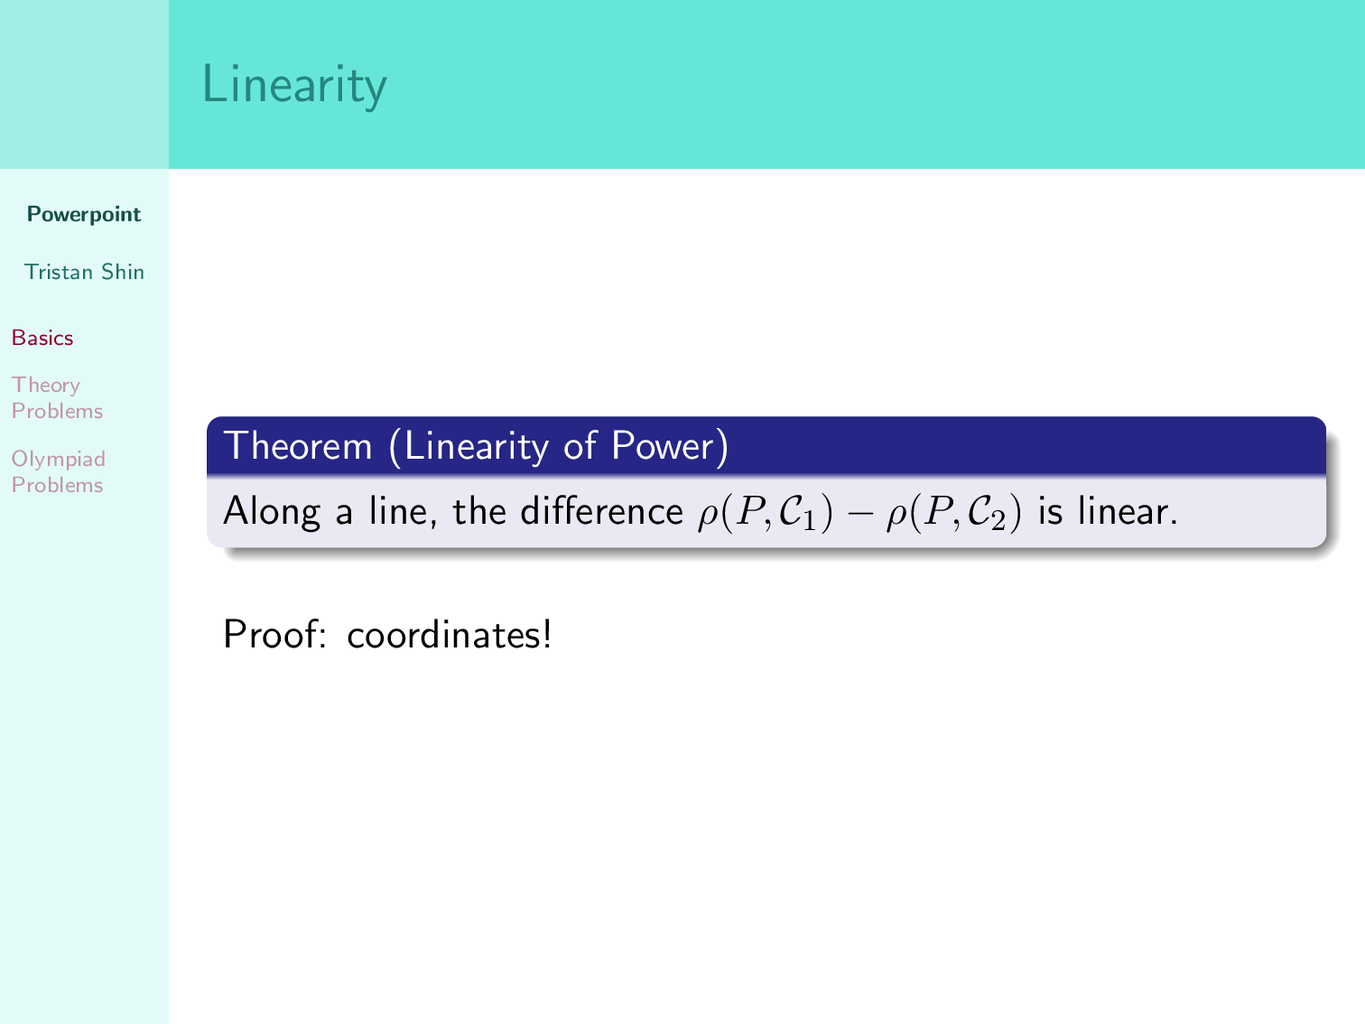 Linearity
Powerpoint
Tristan Shin
Basics
Theory
Problems
Olympiad
Problems
Theorem (Linearity of Power)
Along a line, the difference ρ(P, 𝒞₁) − ρ(P, 𝒞₂) is linear.
Proof: coordinates!